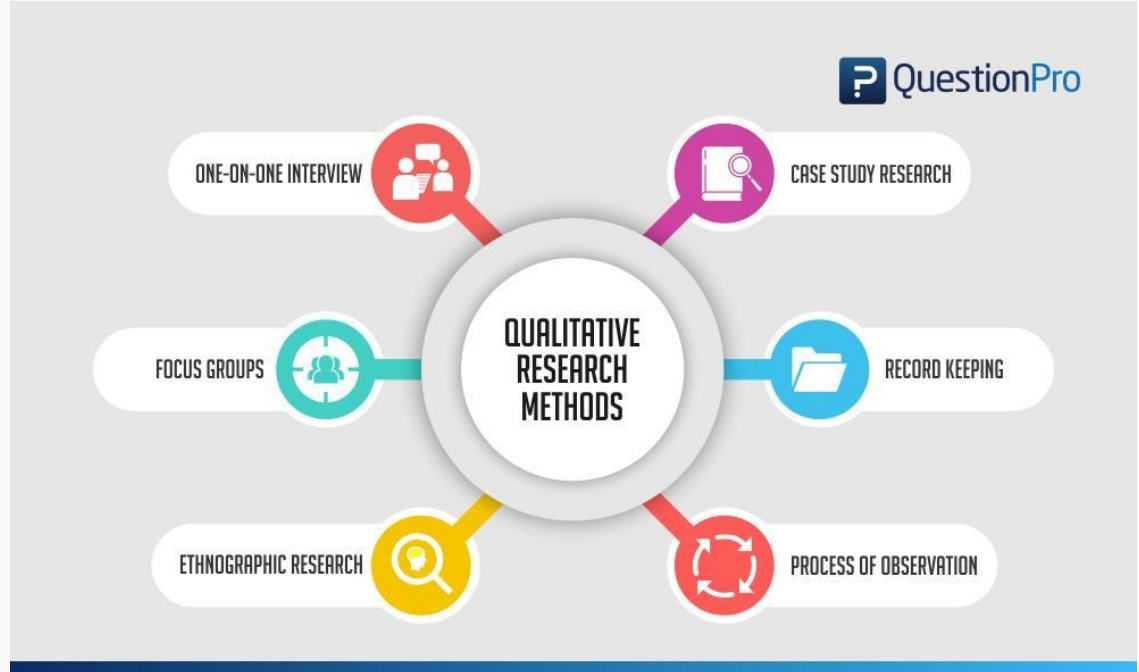 QuestionPro
ONE-ON-ONE INTERVIEW
CASE STUDY RESEARCH
FOCUS GROUPS
QUALITATIVE
RESEARCH
METHODS
RECORD KEEPING
ETHNOGRAPHIC RESEARCH
PROCESS OF OBSERVATION